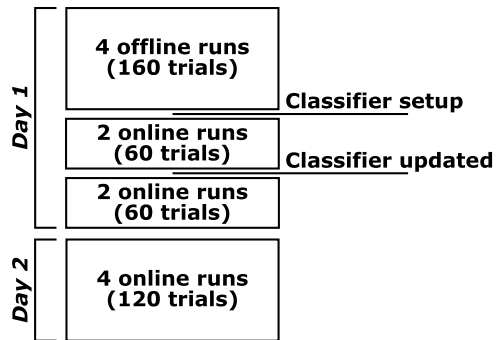 Day 1
4 offline runs
(160 trials)
Classifier setup
2 online runs
(60 trials)
Classifier updated
2 online runs
(60 trials)
Day 2
4 online runs
(120 trials)